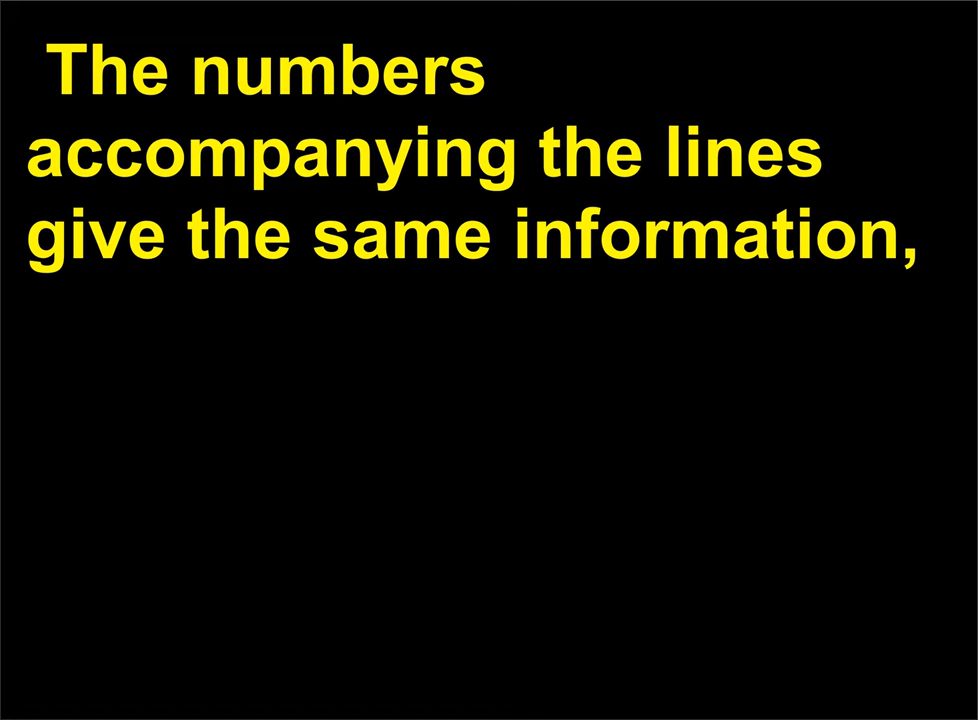 The numbers
accompanying the lines
give the same information,